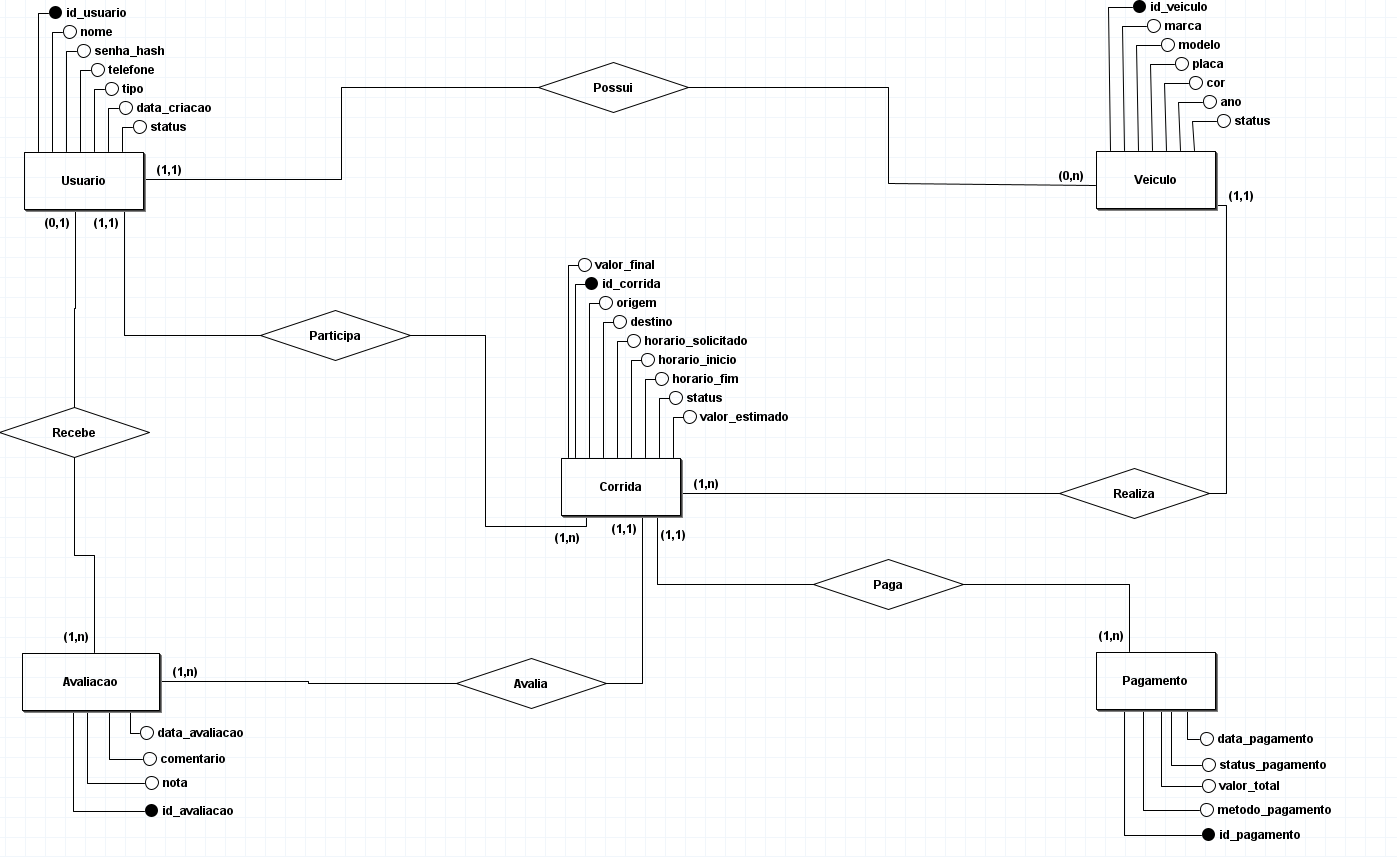 id_usuario
nome
senha_hash
telefone
tipo
data_criacao
status
Usuario
(1,1)
(0,1)
(1,1)
Possui
id_veiculo
marca
modelo
placa
cor
ano
status
(0,n)
Veiculo
(1,1)
valor_final
id_corrida
origem
destino
horario_solicitado
horario_inicio
horario_fim
status
valor_estimado
Participa
Recebe
Corrida
(1,n)
Realiza
(1,n)
(1,1)
(1,1)
Paga
(1,n)
(1,n)
Avaliacao
(1,n)
Avalia
Pagamento
data_avaliacao
comentario
nota
id_avaliacao
data_pagamento
status_pagamento
valor_total
metodo_pagamento
id_pagamento